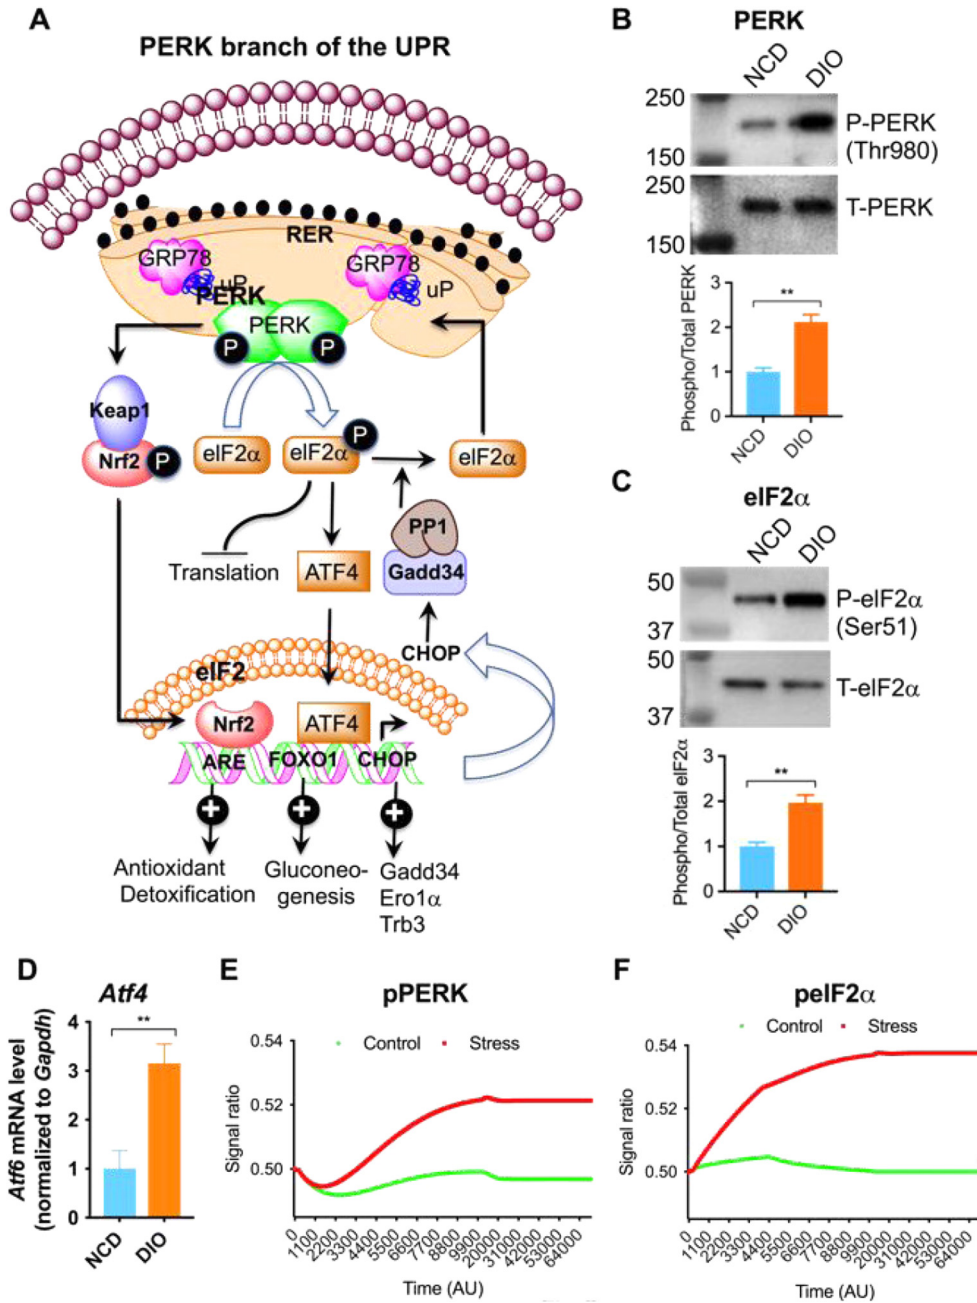 A
PERK branch of the UPR
RER
GRP78
uP
GRP78
uP
PERK
PERK
P
P
Keap1
Nrf2
P
eIF2α
eIF2α
P
eIF2α
PP1
Gadd34
Translation
ATF4
CHOP
eIF2
Nrf2
ATF4
ARE
FOXO1
CHOP
+
+
+
Antioxidant
Detoxification
Gluconeo-
genesis
Gadd34
Ero1α
Trb3
B
PERK
NCD
DIO
250
150
P-PERK
(Thr980)
250
150
T-PERK
Phospho/Total PERK
3
2
1
0
**
NCD
DIO
C
eIF2α
NCD
DIO
50
37
P-eIF2α
(Ser51)
50
37
T-eIF2α
Phospho/Total eIF2α
3
2
1
0
**
NCD
DIO
D
Atf4
Atf6 mRNA level
(normalized to Gapdh)
4
3
2
1
0
**
NCD
DIO
E
pPERK
Control
Stress
Signal ratio
0.54
0.52
0.50
0
1100
2200
3300
4400
5500
6600
7700
8800
9900
20000
31000
42000
53000
64000
Time (AU)
F
peIF2α
Control
Stress
Signal ratio
0.54
0.52
0.50
0
1100
2200
3300
4400
5500
6600
7700
8800
9900
20000
31000
42000
53000
64000
Time (AU)